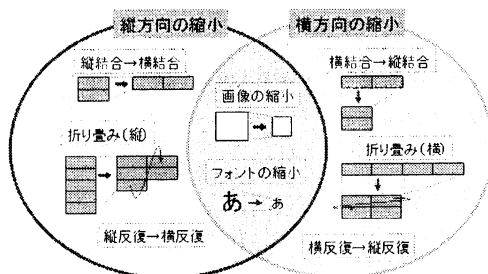 縦方向の縮小
横方向の縮小
縦結合→横結合
画像の縮小
横結合→縦結合
折り畳み(縦)
フォントの縮小
あ→あ
折り畳み(横)
縦反復→横反復
横反復→縦反復